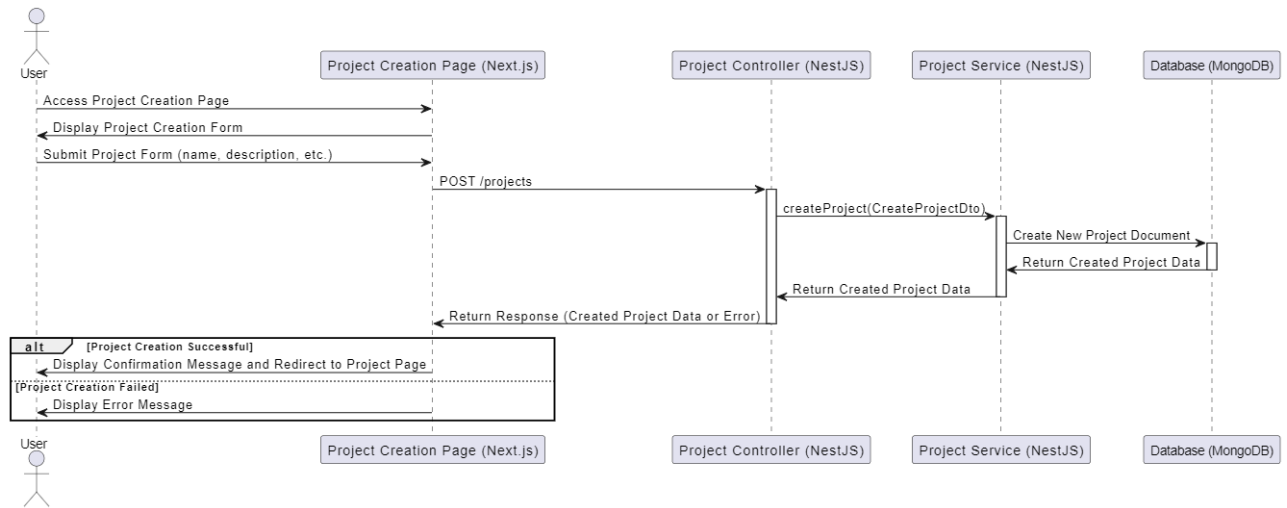 User
Project Creation Page (Next.js)
Project Controller (NestJS)
Project Service (NestJS)
Database (MongoDB)
Access Project Creation Page
Display Project Creation Form
Submit Project Form (name, description, etc.)
POST /projects
createProject(CreateProjectDto)
Create New Project Document
Return Created Project Data
Return Created Project Data
Return Response (Created Project Data or Error)
alt [Project Creation Successful]
Display Confirmation Message and Redirect to Project Page
[Project Creation Failed]
Display Error Message
User
Project Creation Page (Next.js)
Project Controller (NestJS)
Project Service (NestJS)
Database (MongoDB)